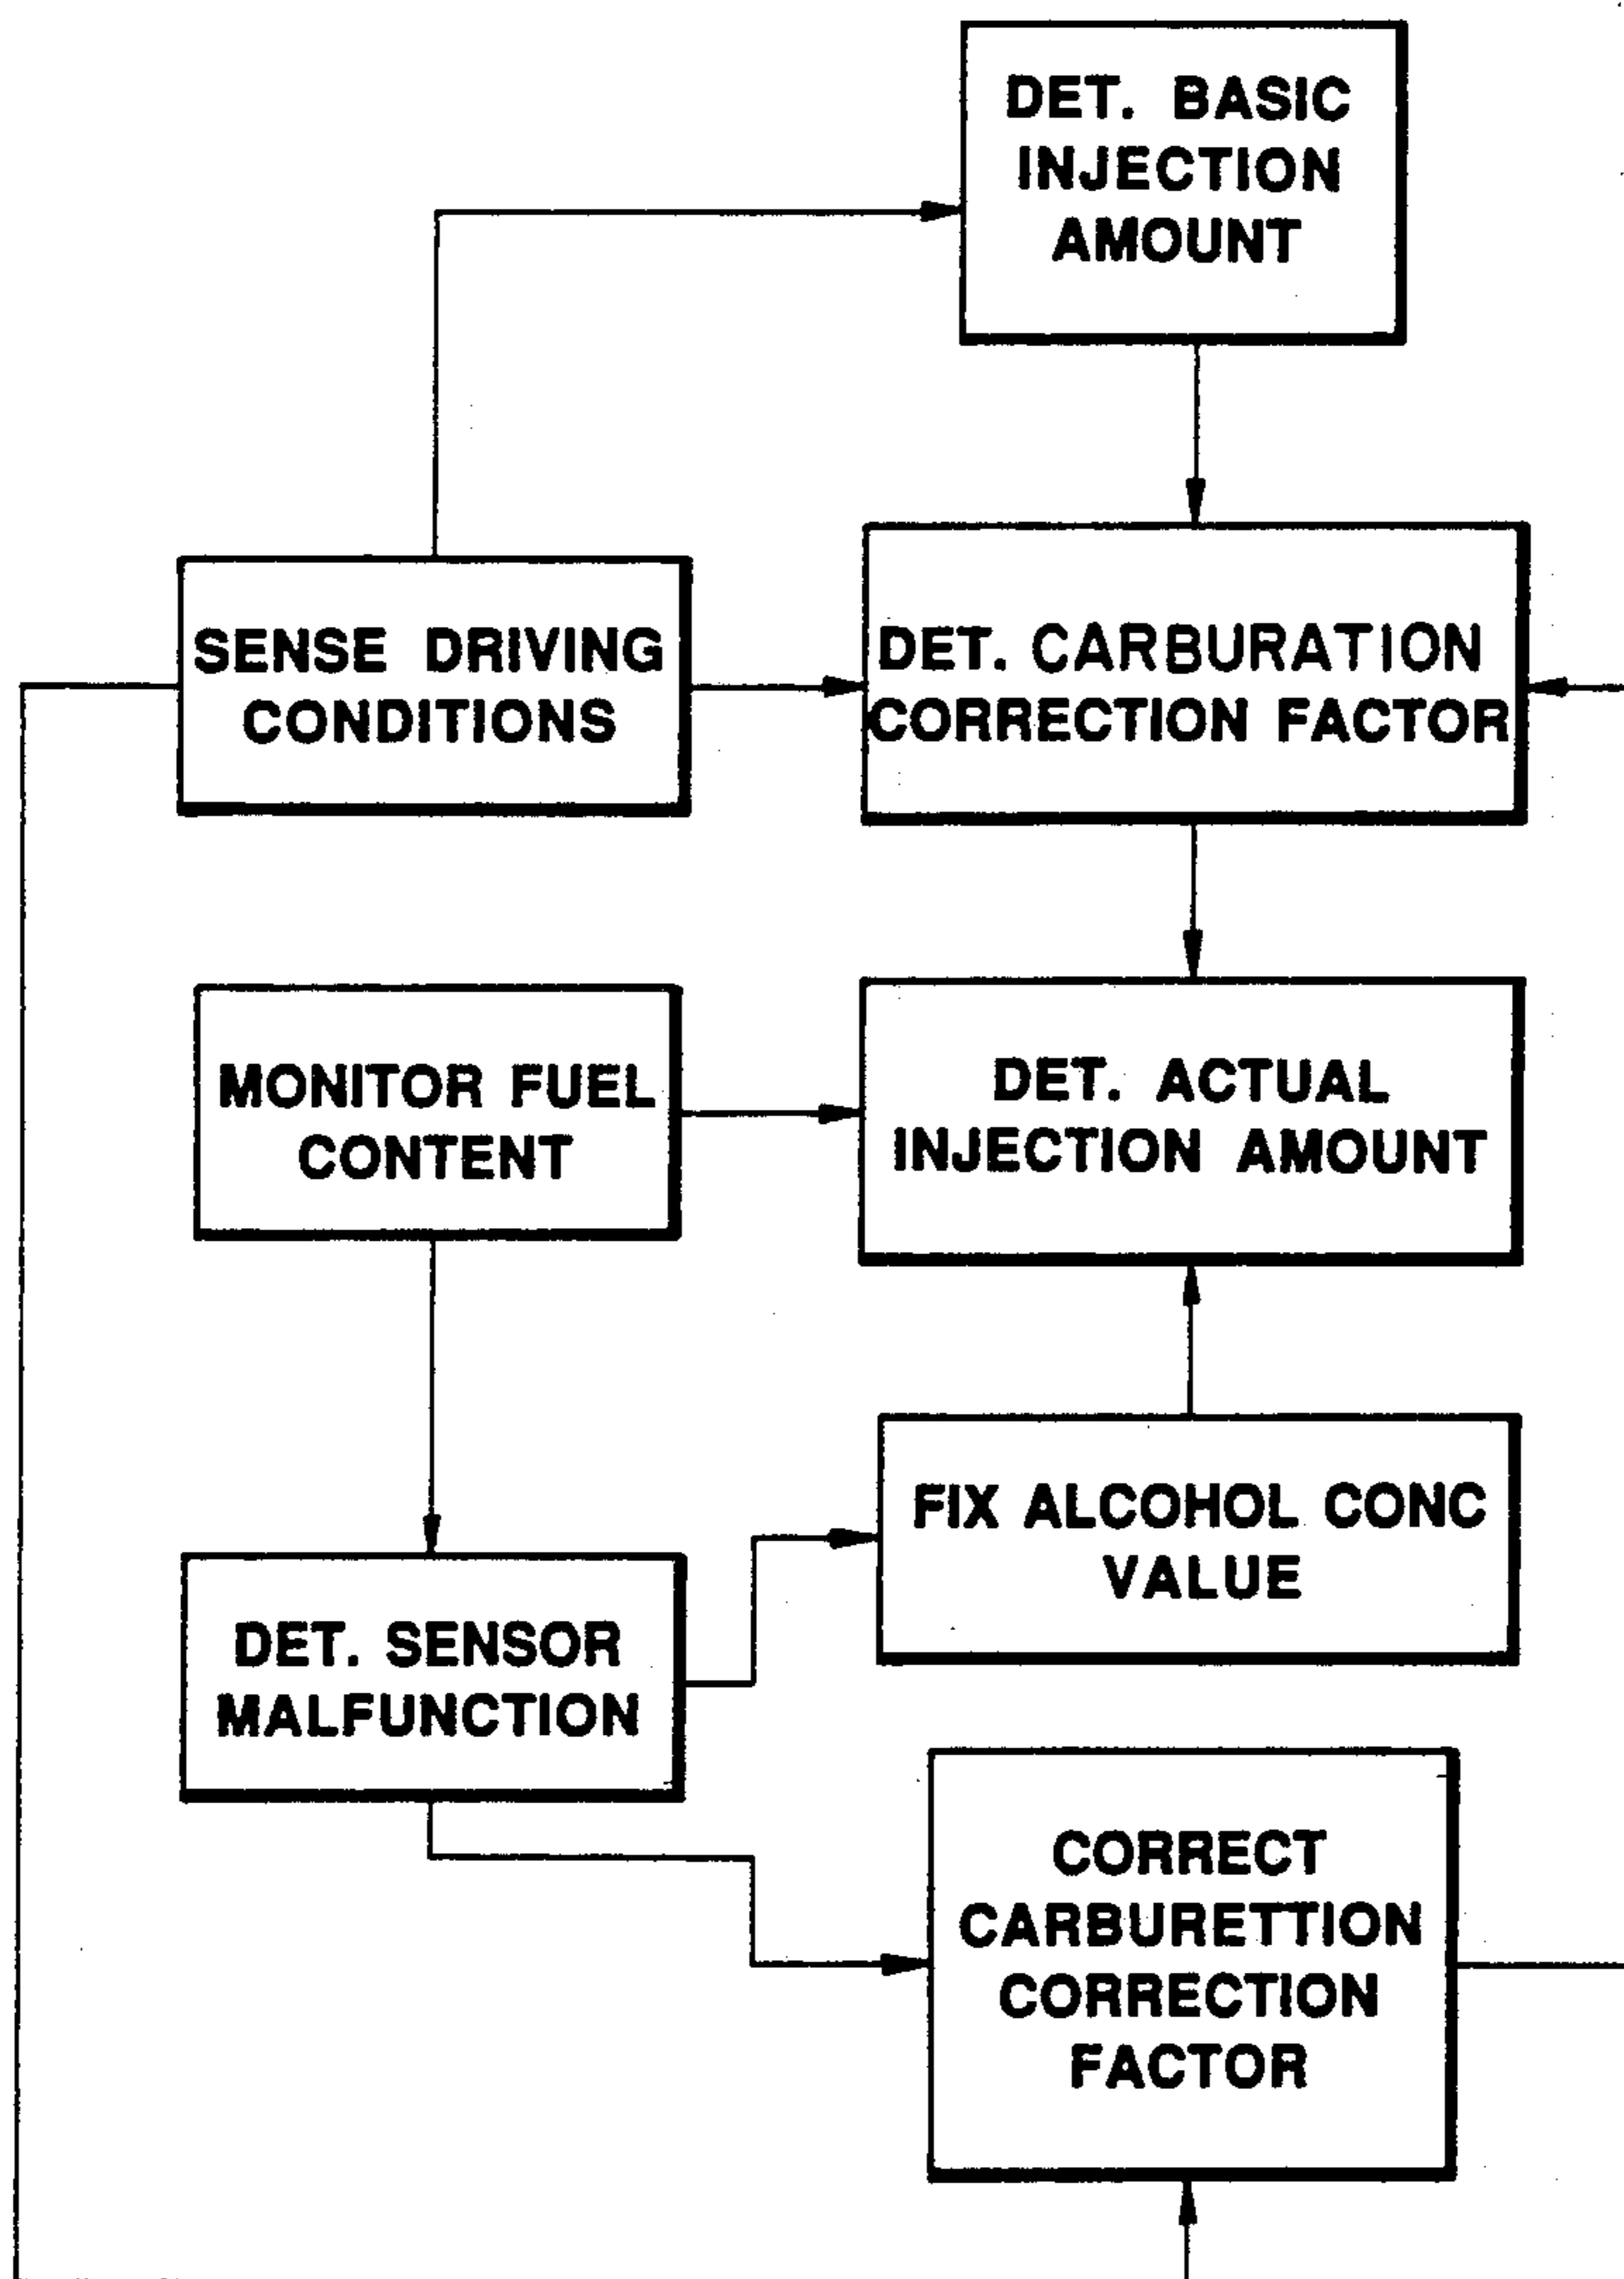 DET. BASIC
INJECTION
AMOUNT
SENSE DRIVING
CONDITIONS
DET. CARBURATION
CORRECTION FACTOR
MONITOR FUEL
CONTENT
DET. ACTUAL
INJECTION AMOUNT
FIX ALCOHOL CONC
VALUE
DET. SENSOR
MALFUNCTION
CORRECT
CARBURETTION
CORRECTION
FACTOR